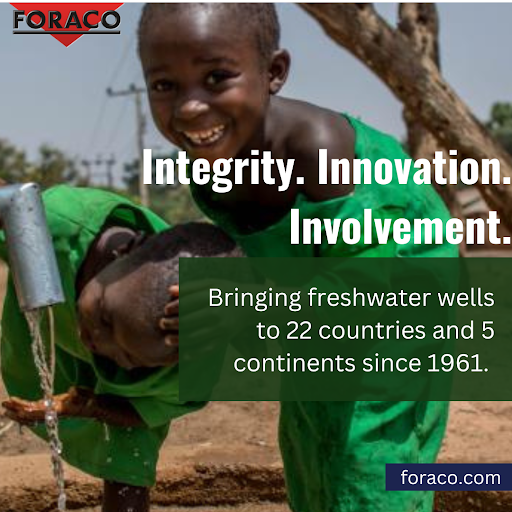 FORACO
Integrity. Innovation.
Involvement.
Bringing freshwater wells
to 22 countries and 5
continents since 1961.
foraco.com